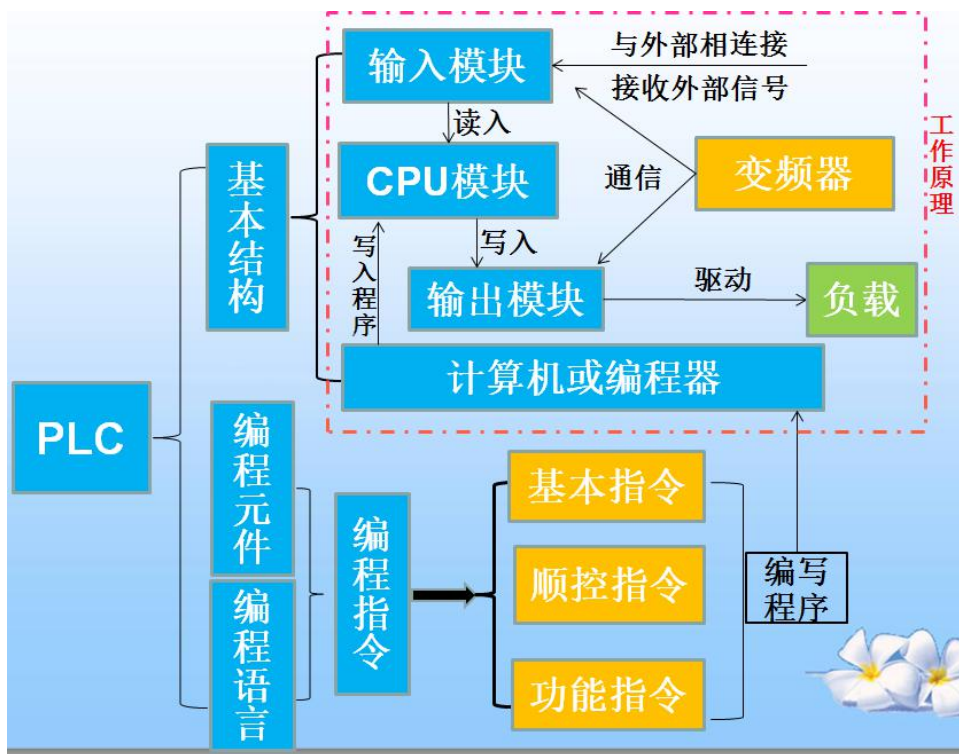 输入模块
与外部相连接
接收外部信号
读入
CPU模块
通信
变频器
工作原理
基本结构
写入程序
写入
输出模块
驱动
负载
计算机或编程器
PLC
编程元件
编程语言
编程指令
基本指令
顺控指令
功能指令
编写
程序